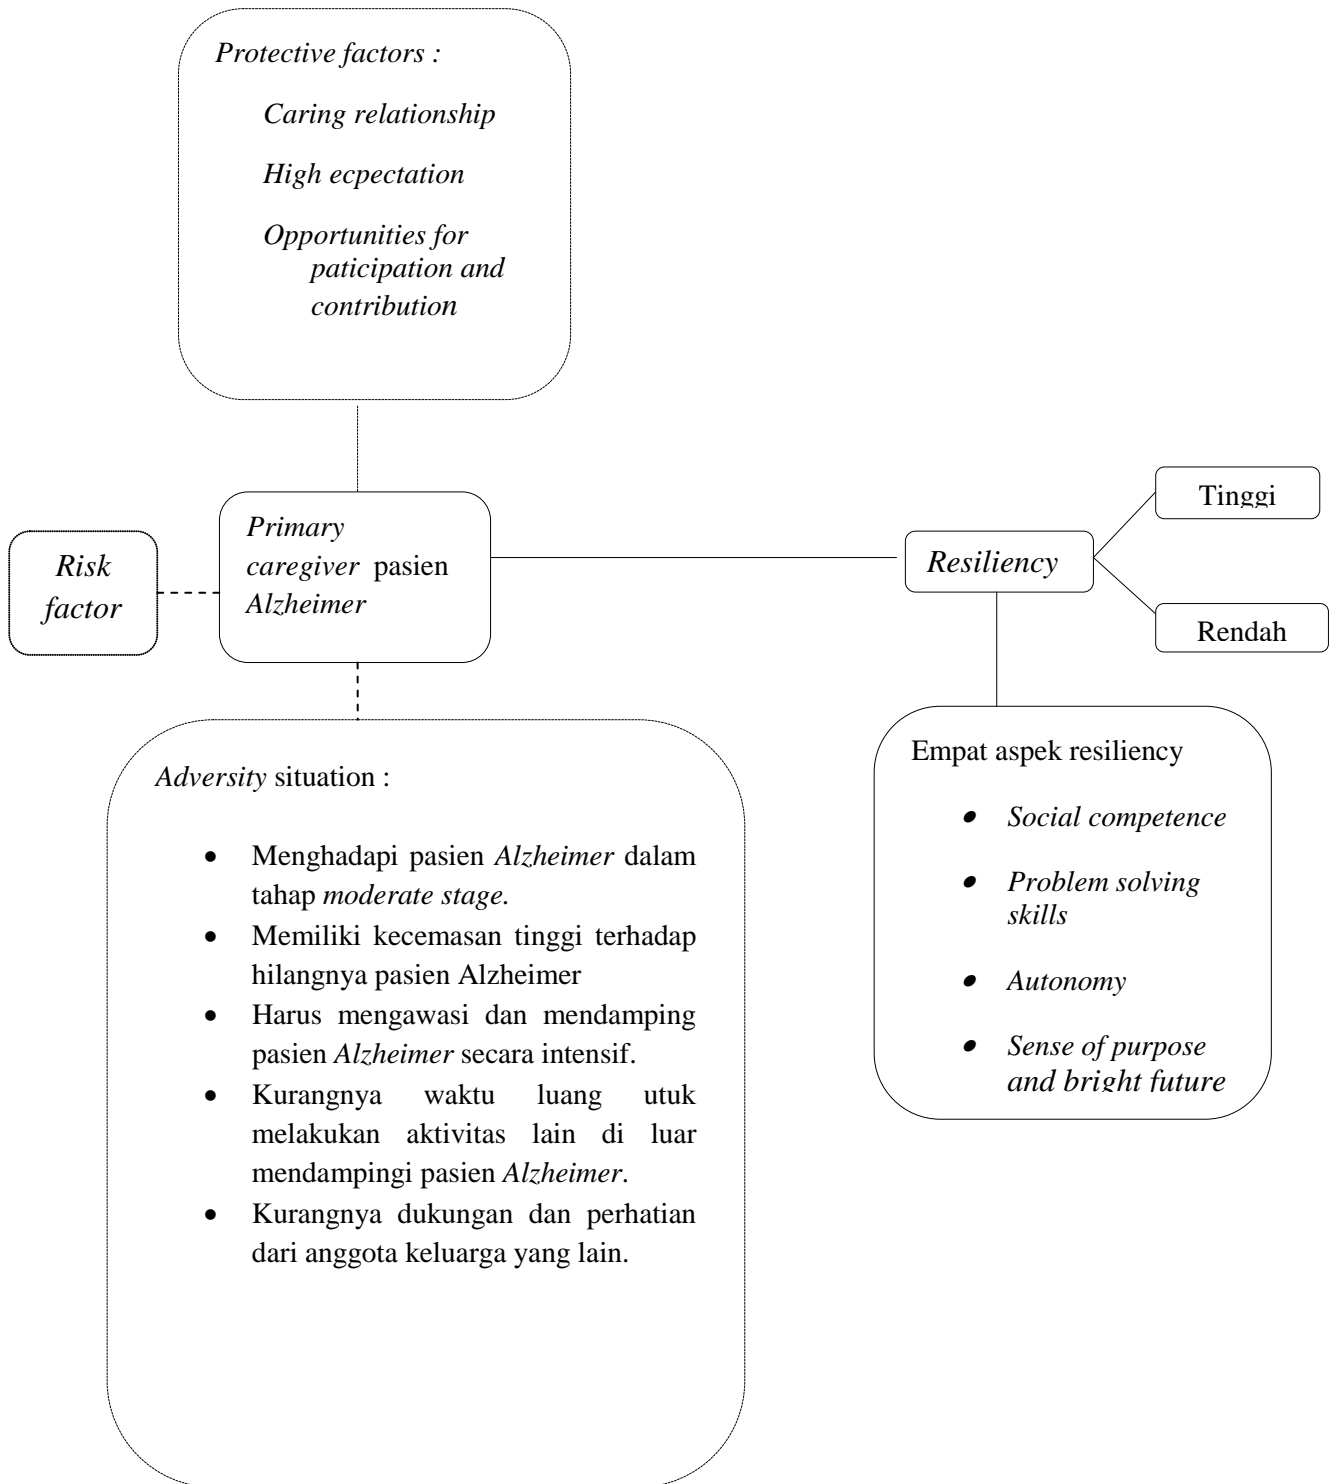 Protective factors :
Caring relationship
High ecpectation
Opportunities for
paticipation and
contribution
Risk
factor
Primary
caregiver pasien
Alzheimer
Resiliency
Tinggi
Rendah
Adversity situation :
• Menghadapi pasien Alzheimer dalam
tahap moderate stage.
• Memiliki kecemasan tinggi terhadap
hilangnya pasien Alzheimer
• Harus mengawasi dan mendamping
pasien Alzheimer secara intensif.
• Kurangnya waktu luang utuk
melakukan aktivitas lain di luar
mendampingi pasien Alzheimer.
• Kurangnya dukungan dan perhatian
dari anggota keluarga yang lain.
Empat aspek resiliency
• Social competence
• Problem solving
skills
• Autonomy
• Sense of purpose
and bright future